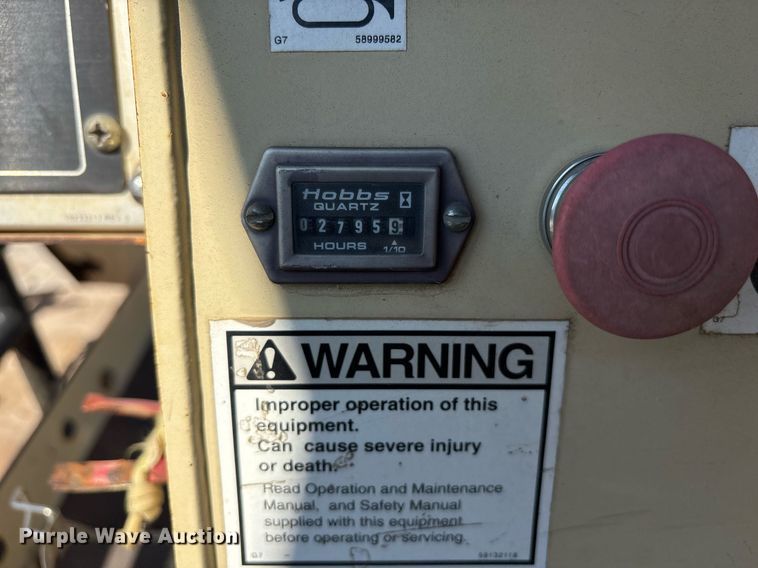 G7 58999582
Hobbs
QUARTZ
027959
HOURS 1/10
WARNING
Improper operation of this
equipment.
Can cause severe injury
or death.
Read Operation and Maintenance
Manual, and Safety Manual
supplied with this equipment
before operating or servicing.
G7 59132118
G7
Purple Wave Auction